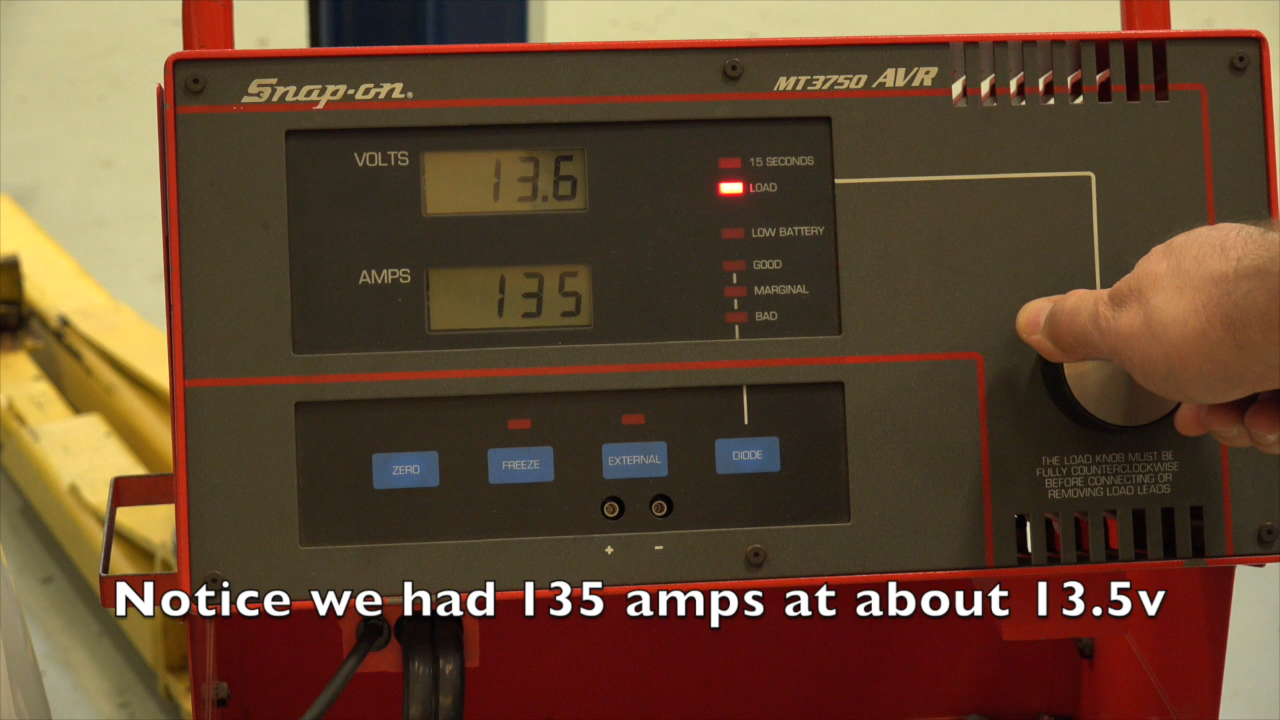 Snap-on®
MT3750 AVR
VOLTS 13.6
AMPS 135
15 SECONDS
LOAD
LOW BATTERY
GOOD
MARGINAL
BAD
ZERO
FREEZE
EXTERNAL
DIODE
+ −
THE LOAD KNOB MUST BE
FULLY COUNTERCLOCKWISE
BEFORE CONNECTING OR
REMOVING LOAD LEADS
Notice we had 135 amps at about 13.5v